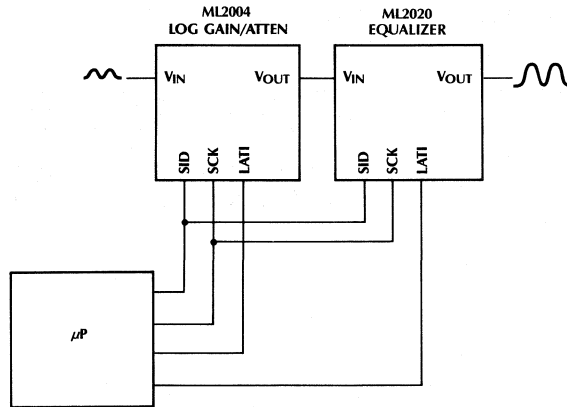 ML2004
LOG GAIN/ATTEN
ML2020
EQUALIZER
VIN
VOUT
VIN
VOUT
SID
SCK
LATI
SID
SCK
LATI
μP